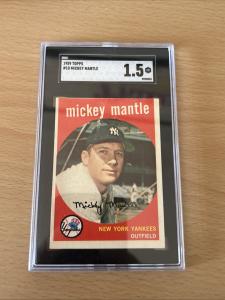 1959 TOPPS
#10 MICKEY MANTLE
1.5
mickey mantle
NY
Mickey Mantle
NEW YORK YANKEES
OUTFIELD